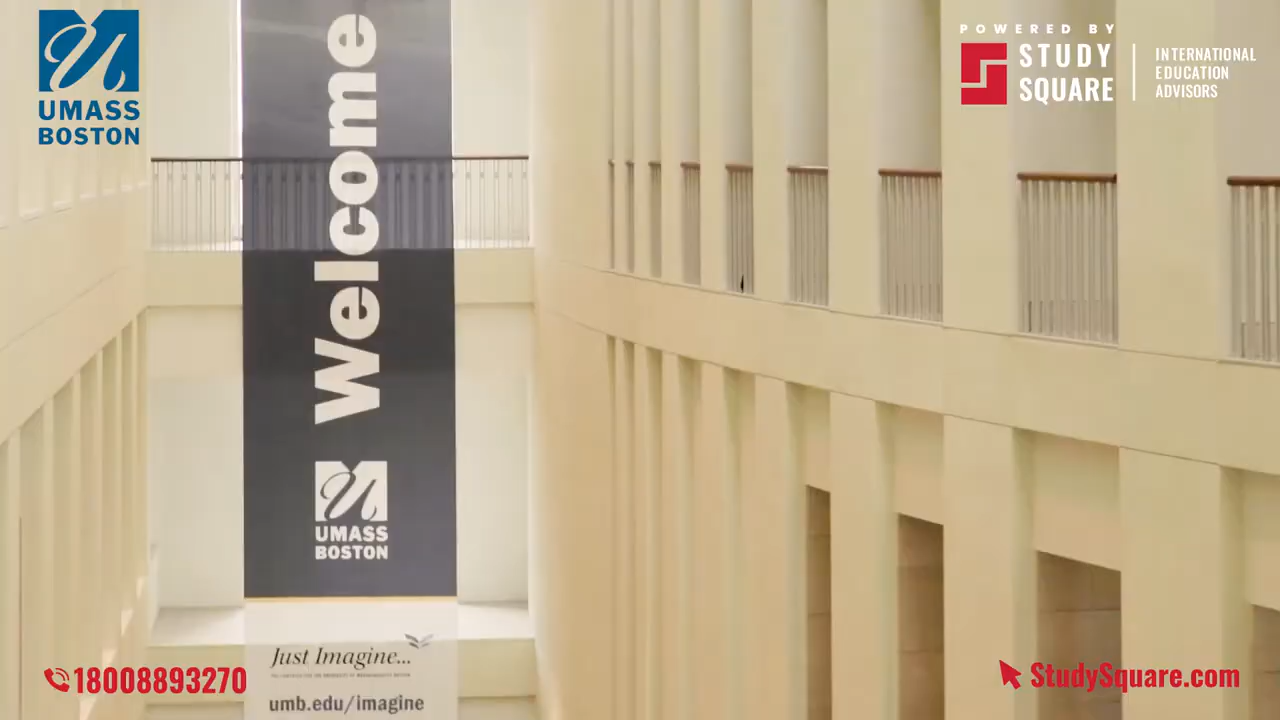 UMASS
BOSTON
POWERED BY
STUDY
SQUARE
INTERNATIONAL
EDUCATION
ADVISORS
Welcome
UMASS
BOSTON
Just Imagine...
umb.edu/imagine
18008893270
StudySquare.com